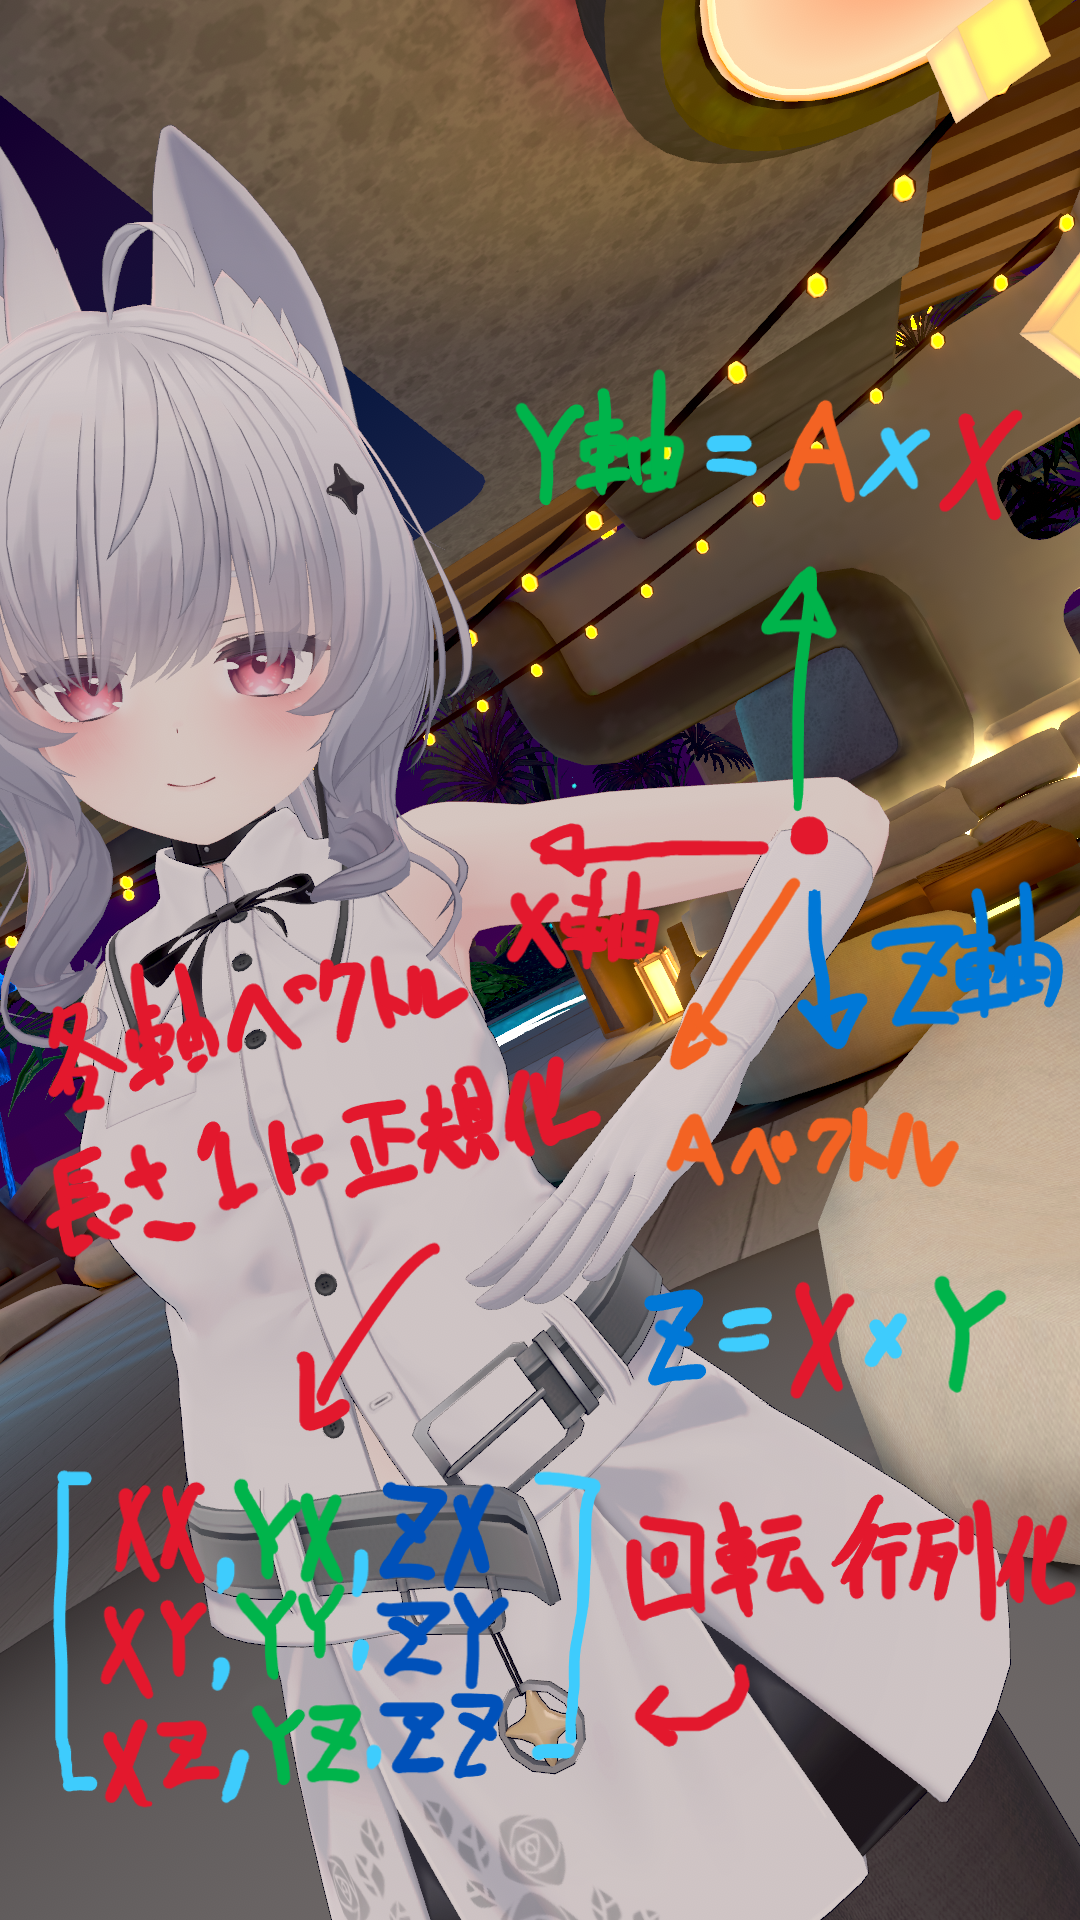 Y軸 = A × X
X軸
Z軸
各軸ベクトル
長さ1に正規化
Aベクトル
Z = X × Y
[XX, YX, ZX
XY, YY, ZY
XZ, YZ, ZZ]
回転行列化